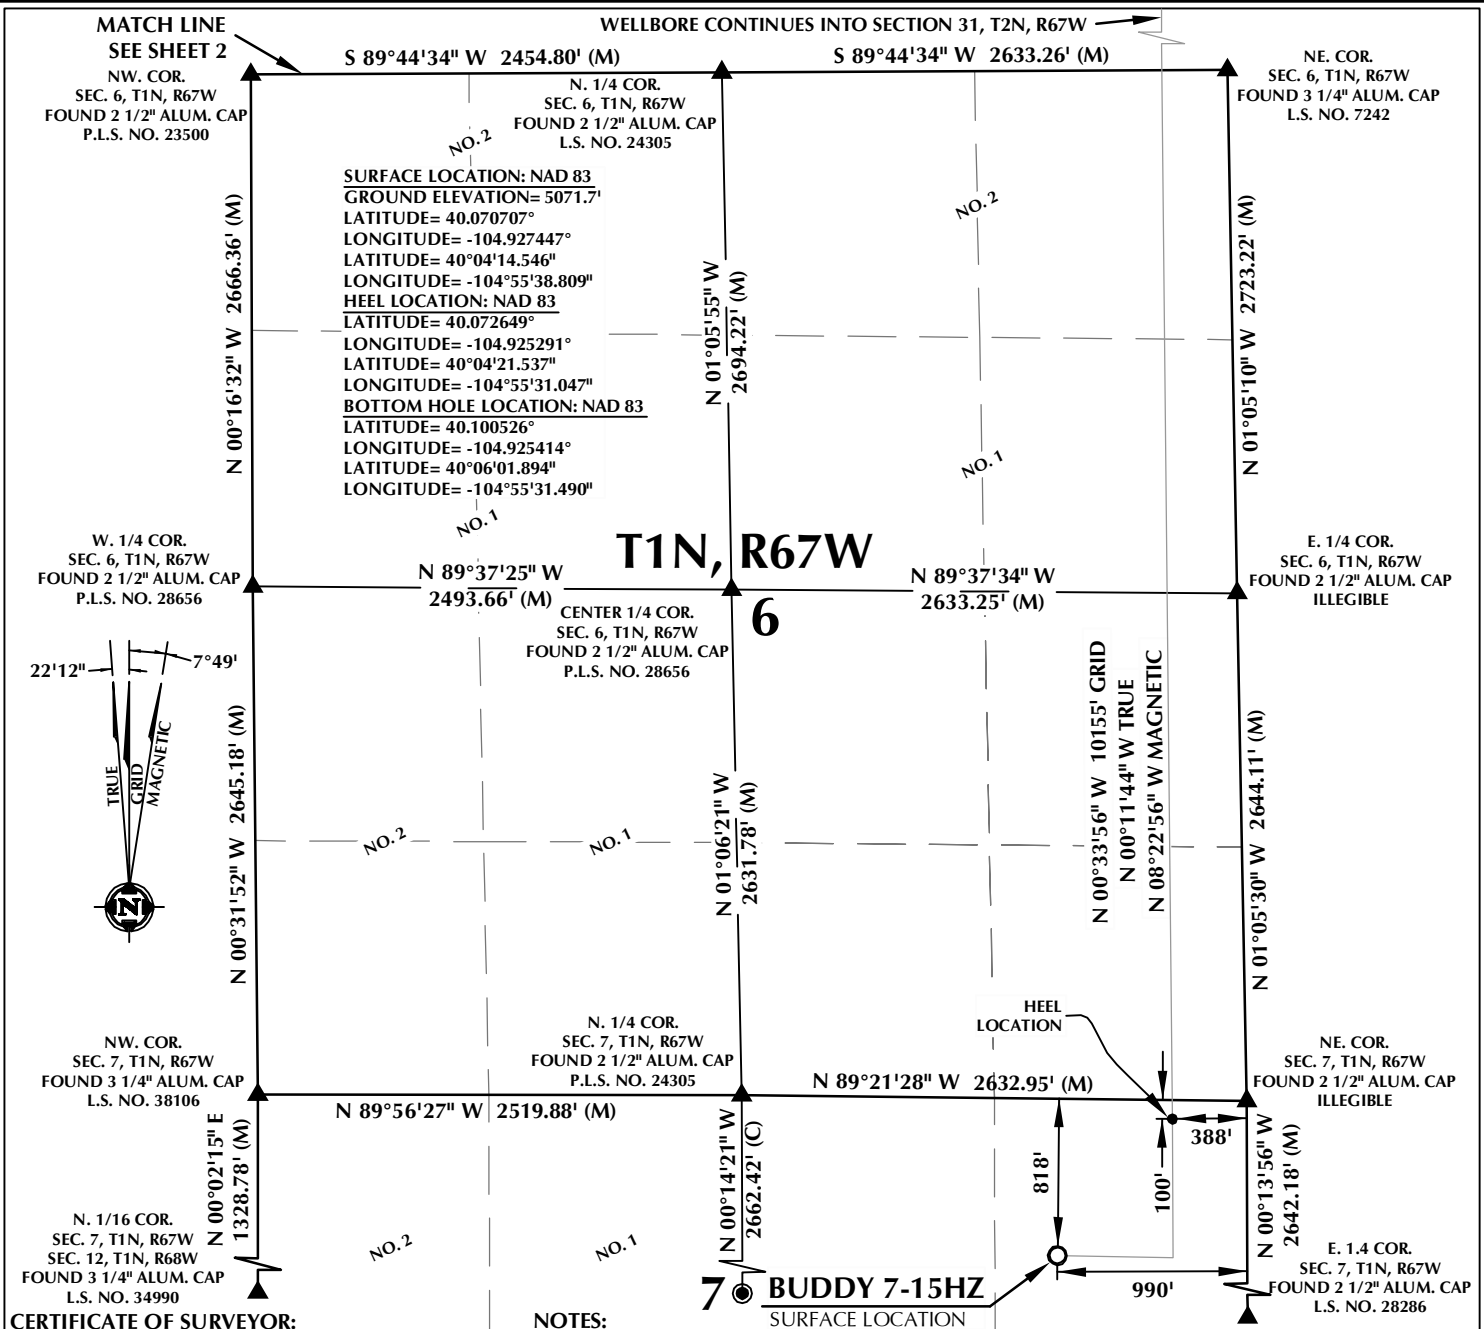 MATCH LINE
SEE SHEET 2
WELLBORE CONTINUES INTO SECTION 31, T2N, R67W
S 89°44'34" W 2454.80' (M)
S 89°44'34" W 2633.26' (M)
NW. COR.
SEC. 6, T1N, R67W
FOUND 2 1/2" ALUM. CAP
P.L.S. NO. 23500
N. 1/4 COR.
SEC. 6, T1N, R67W
FOUND 2 1/2" ALUM. CAP
L.S. NO. 24305
NE. COR.
SEC. 6, T1N, R67W
FOUND 3 1/4" ALUM. CAP
L.S. NO. 7242
NO. 2
NO. 2
SURFACE LOCATION: NAD 83
GROUND ELEVATION= 5071.7'
LATITUDE= 40.070707°
LONGITUDE= -104.927447°
LATITUDE= 40°04'14.546"
LONGITUDE= -104°55'38.809"
HEEL LOCATION: NAD 83
LATITUDE= 40.072649°
LONGITUDE= -104.925291°
LATITUDE= 40°04'21.537"
LONGITUDE= -104°55'31.047"
BOTTOM HOLE LOCATION: NAD 83
LATITUDE= 40.100526°
LONGITUDE= -104.925414°
LATITUDE= 40°06'01.894"
LONGITUDE= -104°55'31.490"
N 00°16'32" W 2666.36' (M)
N 01°05'55" W
2694.22' (M)
N 01°05'10" W 2723.22' (M)
NO. 1
NO. 1
T1N, R67W
6
W. 1/4 COR.
SEC. 6, T1N, R67W
FOUND 2 1/2" ALUM. CAP
P.L.S. NO. 28656
N 89°37'25" W
2493.66' (M)
N 89°37'34" W
2633.25' (M)
CENTER 1/4 COR.
SEC. 6, T1N, R67W
FOUND 2 1/2" ALUM. CAP
P.L.S. NO. 28656
E. 1/4 COR.
SEC. 6, T1N, R67W
FOUND 2 1/2" ALUM. CAP
ILLEGIBLE
22'12"
7°49'
TRUE
GRID
MAGNETIC
N
N 00°31'52" W 2645.18' (M)
N 01°06'21" W
2631.78' (M)
N 00°33'56" W 10155' GRID
N 00°11'44" W TRUE
N 08°22'56" W MAGNETIC
N 01°05'30" W 2644.11' (M)
NO. 2
NO. 1
HEEL
LOCATION
NW. COR.
SEC. 7, T1N, R67W
FOUND 3 1/4" ALUM. CAP
L.S. NO. 38106
N. 1/4 COR.
SEC. 7, T1N, R67W
FOUND 2 1/2" ALUM. CAP
P.L.S. NO. 24305
NE. COR.
SEC. 7, T1N, R67W
FOUND 2 1/2" ALUM. CAP
ILLEGIBLE
N 89°56'27" W 2519.88' (M)
N 89°21'28" W 2632.95' (M)
N 00°02'15" E
1328.78' (M)
N 00°14'21" W
2662.42' (C)
818'
100'
388'
N 00°13'56" W
2642.18' (M)
N. 1/16 COR.
SEC. 7, T1N, R67W
SEC. 12, T1N, R68W
FOUND 3 1/4" ALUM. CAP
L.S. NO. 34990
NO. 2
NO. 1
990'
E. 1.4 COR.
SEC. 7, T1N, R67W
FOUND 2 1/2" ALUM. CAP
L.S. NO. 28286
7
BUDDY 7-15HZ
SURFACE LOCATION
CERTIFICATE OF SURVEYOR:
NOTES: